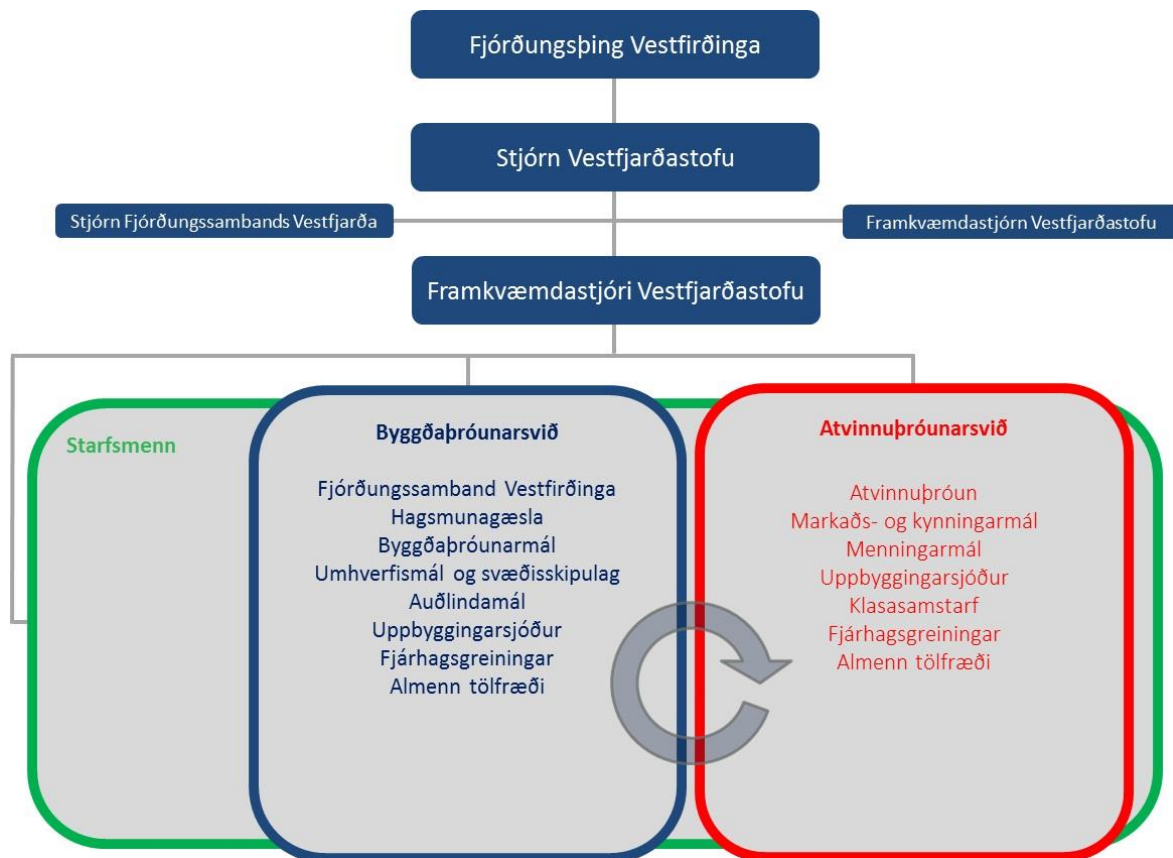 Fjórðungsþing Vestfirðinga
Stjórn Vestfjarðastofu
Stjórn Fjórðungssambands Vestfjarða
Framkvæmdastjórn Vestfjarðastofu
Framkvæmdastjóri Vestfjarðastofu
Starfsmenn
Byggðaþróunarsvið
Fjórðungssamband Vestfirðinga
Hagsmunagæsla
Byggðaþróunarmál
Umhverfismál og svæðisskipulag
Auðlindamál
Uppbyggingarsjóður
Fjárhagsgreiningar
Almenn tölfræði
Atvinnuþróunarsvið
Atvinnuþróun
Markaðs- og kynningarmál
Menningarmál
Uppbyggingarsjóður
Klasasamstarf
Fjárhagsgreiningar
Almenn tölfræði